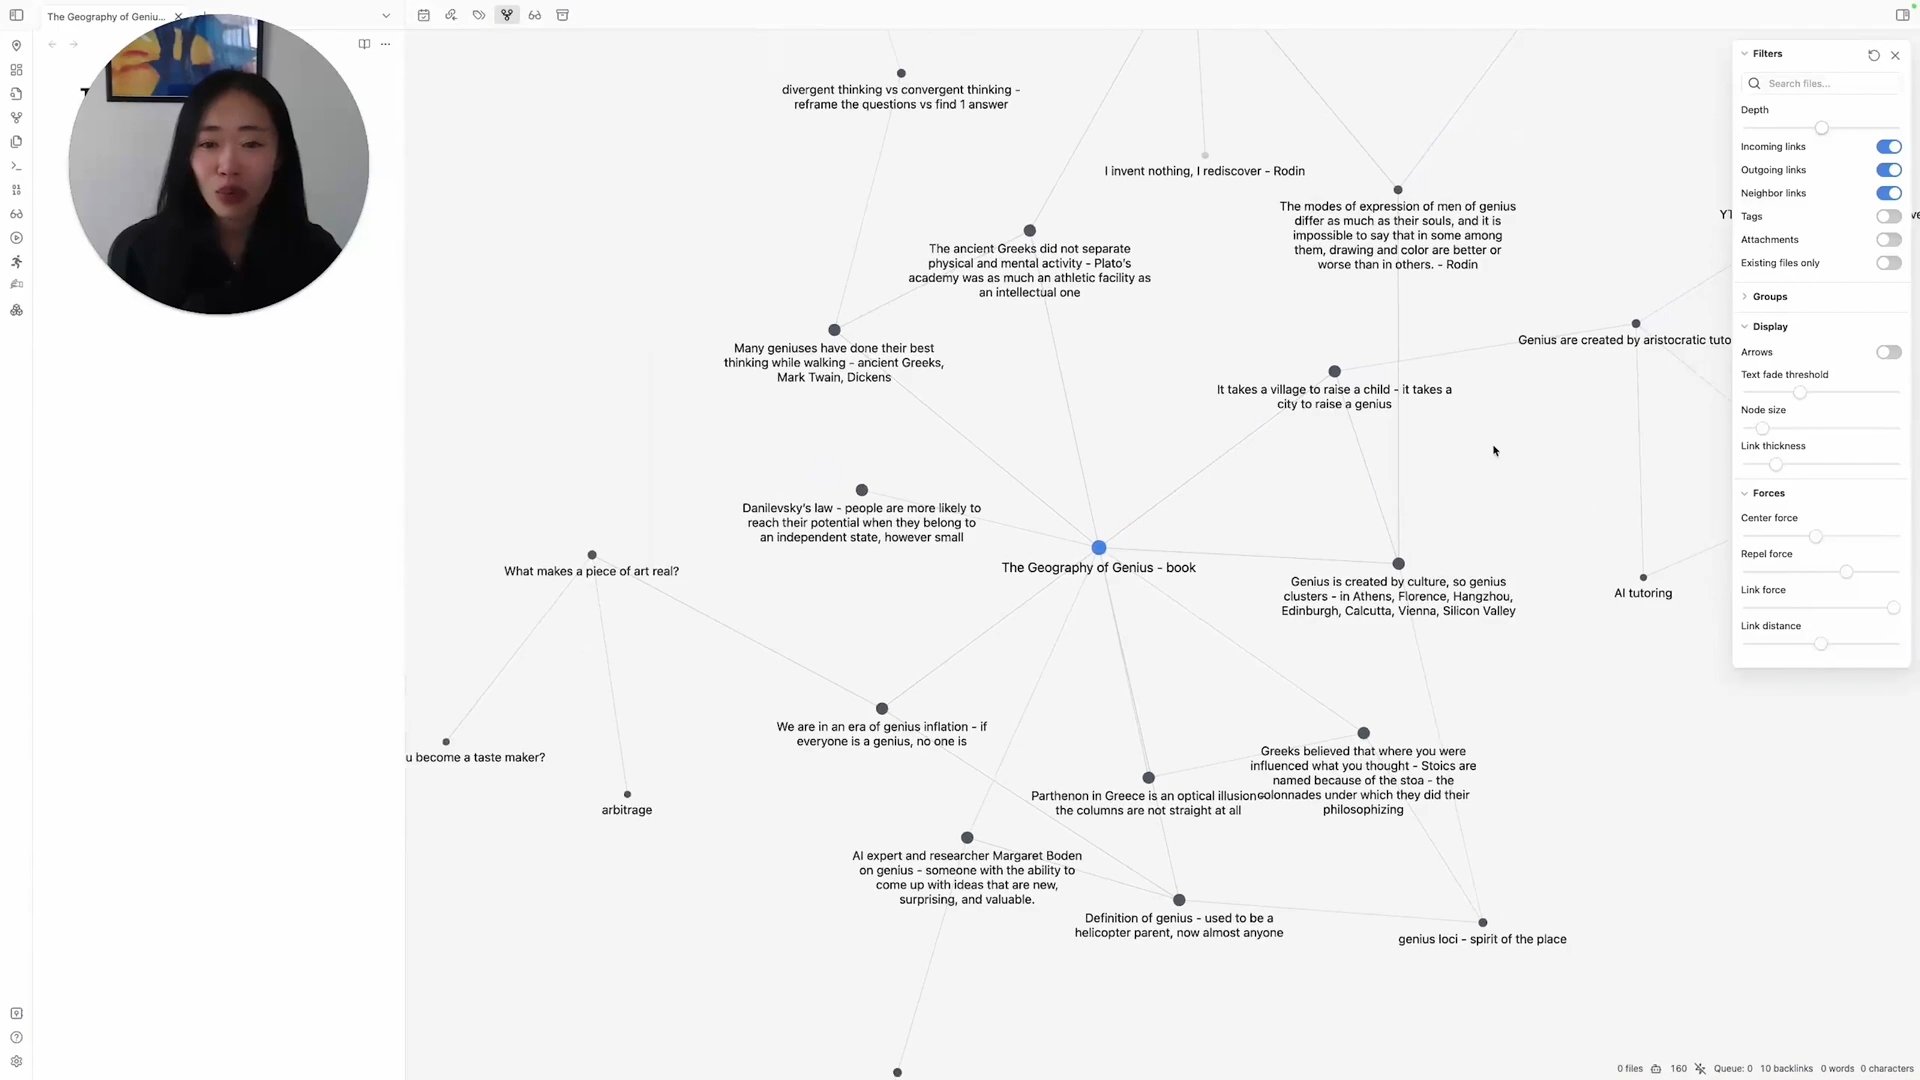 The Geography of Geniu...
divergent thinking vs convergent thinking -
reframe the questions vs find 1 answer
I invent nothing, I rediscover - Rodin
The modes of expression of men of genius
differ as much as their souls, and it is
impossible to say that in some among
them, drawing and color are better or
worse than in others. - Rodin
The ancient Greeks did not separate
physical and mental activity - Plato's
academy was as much an athletic facility as
an intellectual one
Many geniuses have done their best
thinking while walking - ancient Greeks,
Mark Twain, Dickens
Genius are created by aristocratic tuto
It takes a village to raise a child - it takes a
city to raise a genius
Danilevsky's law - people are more likely to
reach their potential when they belong to
an independent state, however small
What makes a piece of art real?
The Geography of Genius - book
Genius is created by culture, so genius
clusters - in Athens, Florence, Hangzhou,
Edinburgh, Calcutta, Vienna, Silicon Valley
AI tutoring
We are in an era of genius inflation - if
everyone is a genius, no one is
u become a taste maker?
arbitrage
Parthenon in Greece is an optical illusion -
the columns are not straight at all
Greeks believed that where you were
influenced what you thought - Stoics are
named because of the stoa - the
colonnades under which they did their
philosophizing
AI expert and researcher Margaret Boden
on genius - someone with the ability to
come up with ideas that are new,
surprising, and valuable.
Definition of genius - used to be a
helicopter parent, now almost anyone
genius loci - spirit of the place
Filters
Search files...
Depth
Incoming links
Outgoing links
Neighbor links
Tags
Attachments
Existing files only
Groups
Display
Arrows
Text fade threshold
Node size
Link thickness
Forces
Center force
Repel force
Link force
Link distance
0 files 160 Queue: 0 10 backlinks 0 words 0 characters